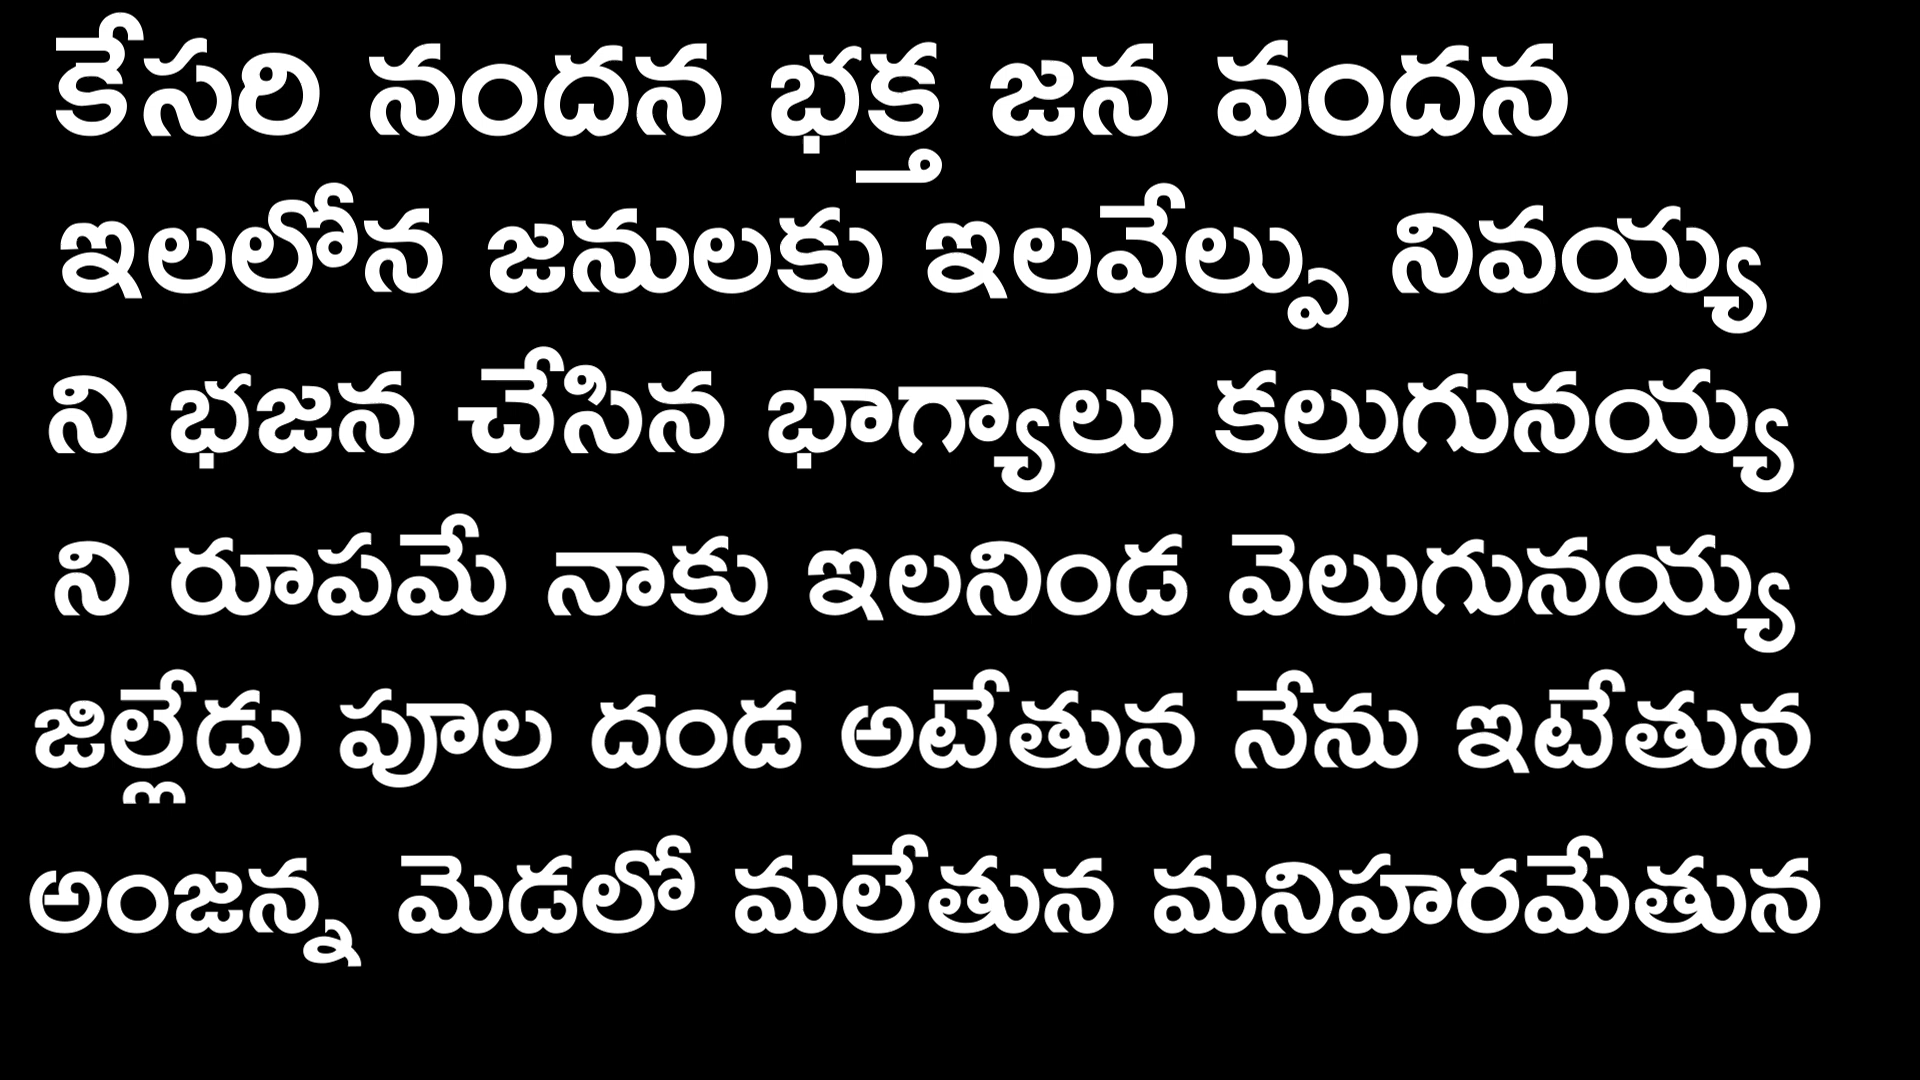 కేసరి నందన భక్త జన వందన
ఇలలోన జనులకు ఇలవేల్పు నివయ్య
ని భజన చేసిన భాగ్యాలు కలుగునయ్య
ని రూపమే నాకు ఇలనిండ వెలుగునయ్య
జిల్లేడు పూల దండ అటేతున నేను ఇటేతున
అంజన్న మెడలో మలేతున మనిహరమేతున